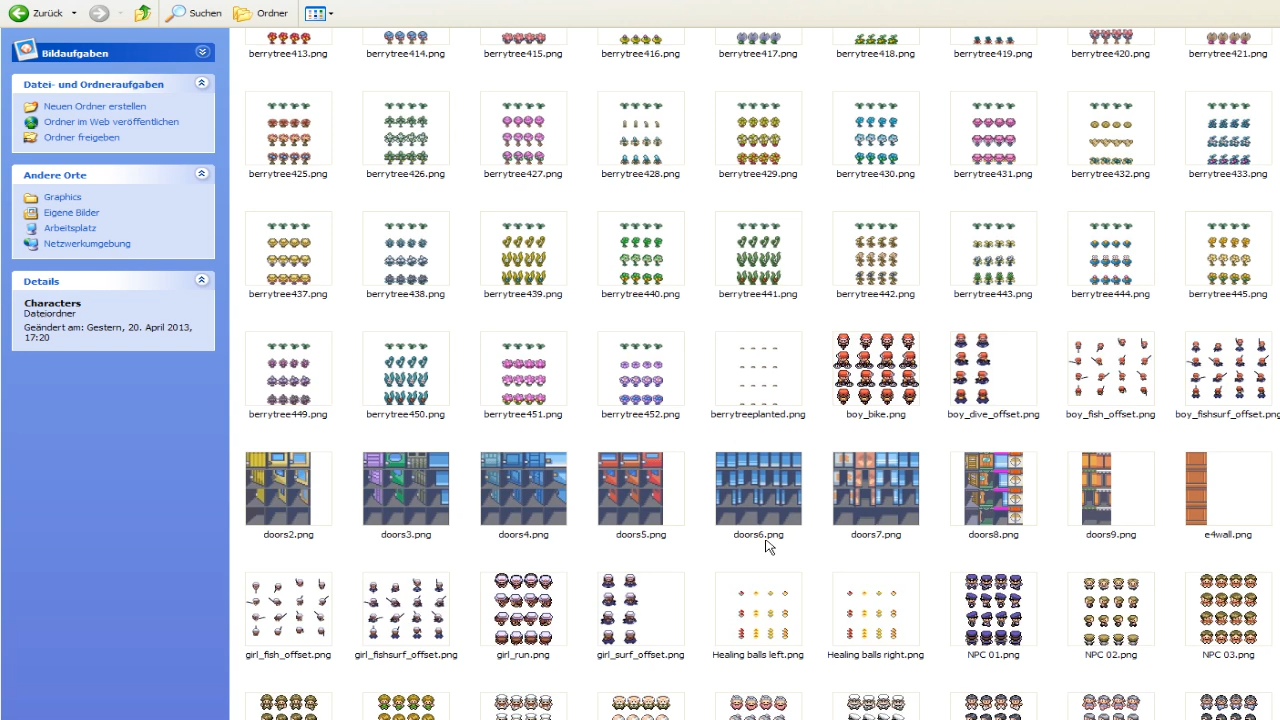 Zurück
Suchen
Ordner
Bildaufgaben
Datei- und Ordneraufgaben
Neuen Ordner erstellen
Ordner im Web veröffentlichen
Ordner freigeben
Andere Orte
Graphics
Eigene Bilder
Arbeitsplatz
Netzwerkumgebung
Details
Characters
Dateiordner
Geändert am: Gestern, 20. April 2013,
17:20
berrytree413.png berrytree414.png berrytree415.png berrytree416.png berrytree417.png berrytree418.png berrytree419.png berrytree420.png berrytree421.png
berrytree425.png berrytree426.png berrytree427.png berrytree428.png berrytree429.png berrytree430.png berrytree431.png berrytree432.png berrytree433.png
berrytree437.png berrytree438.png berrytree439.png berrytree440.png berrytree441.png berrytree442.png berrytree443.png berrytree444.png berrytree445.png
berrytree449.png berrytree450.png berrytree451.png berrytree452.png berrytreeplanted.png boy_bike.png boy_dive_offset.png boy_fish_offset.png boy_fishsurf_offset.png
doors2.png doors3.png doors4.png doors5.png doors6.png doors7.png doors8.png doors9.png e4wall.png
girl_fish_offset.png girl_fishsurf_offset.png girl_run.png girl_surf_offset.png Healing balls left.png Healing balls right.png NPC 01.png NPC 02.png NPC 03.png